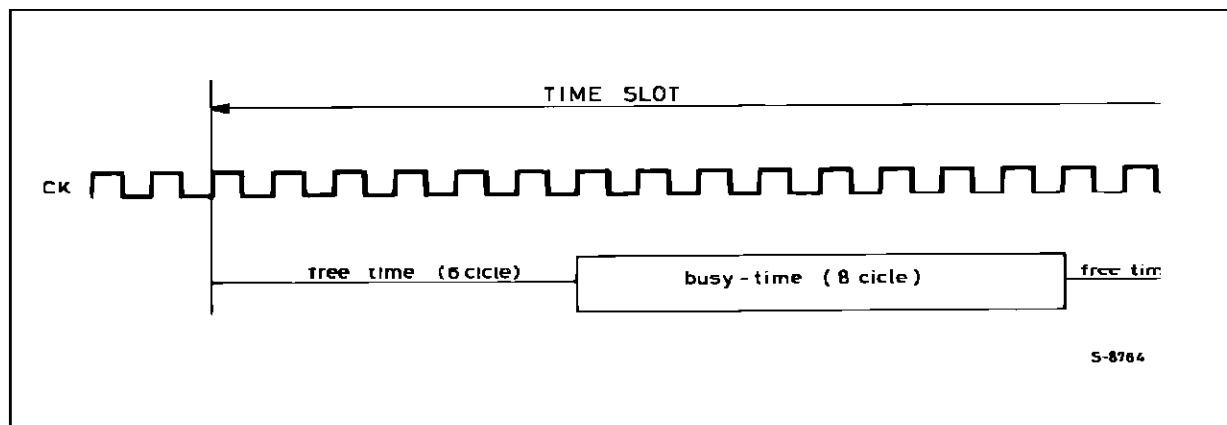 TIME SLOT
CK
free time (6 cicle)
busy-time (8 cicle)
free tim
S-8764